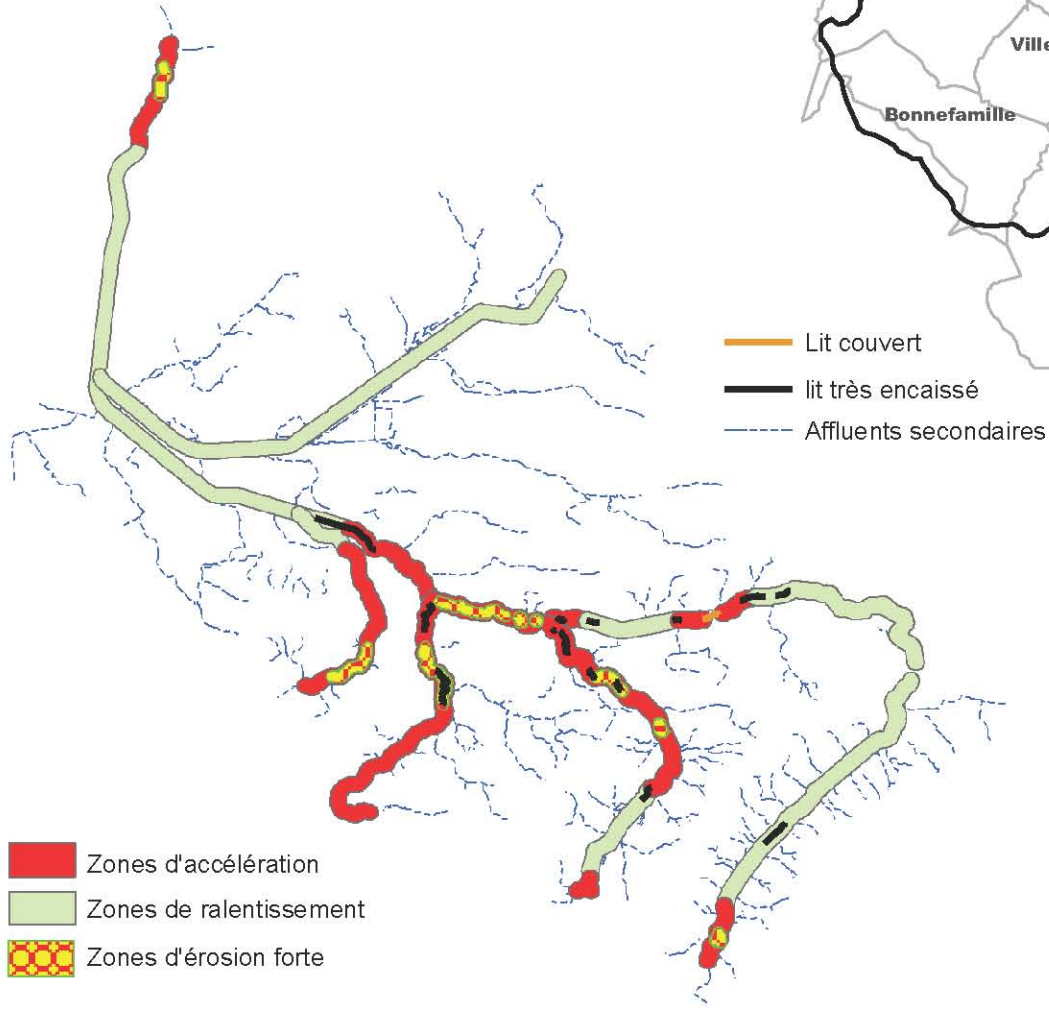 Ville
Bonnefamille
Lit couvert
lit très encaissé
Affluents secondaires
Zones d'accélération
Zones de ralentissement
Zones d'érosion forte